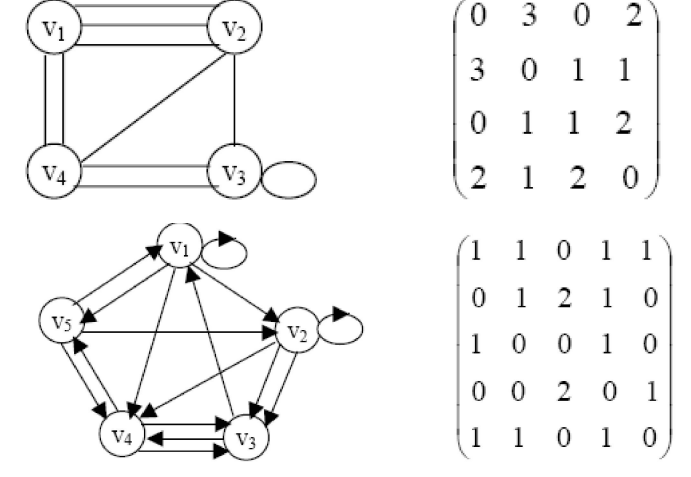 v1 v2
v4 v3
0 3 0 2
3 0 1 1
0 1 1 2
2 1 2 0
v1
v5 v2
v4 v3
1 1 0 1 1
0 1 2 1 0
1 0 0 1 0
0 0 2 0 1
1 1 0 1 0